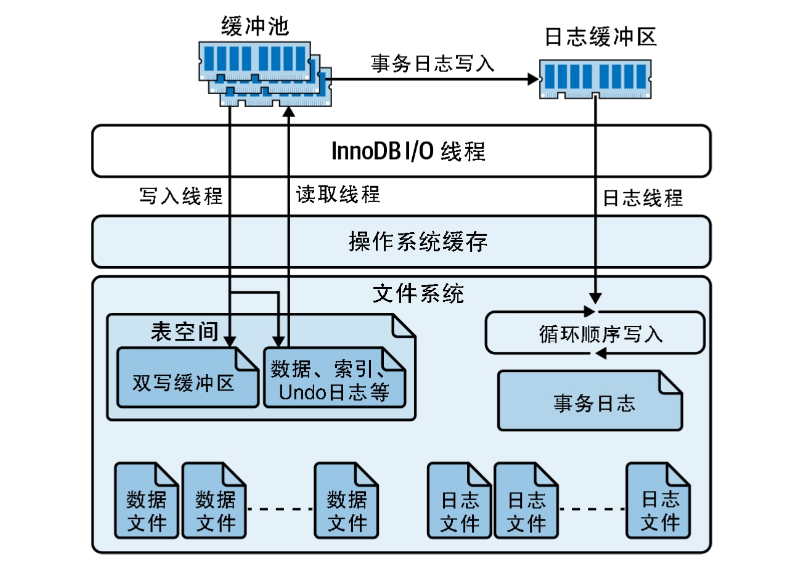 缓冲池
日志缓冲区
事务日志写入
InnoDB I/O 线程
写入线程
读取线程
日志线程
操作系统缓存
文件系统
表空间
循环顺序写入
双写缓冲区
数据、索引、
Undo日志等
事务日志
数据
文件
数据
文件
数据
文件
日志
文件
日志
文件
日志
文件